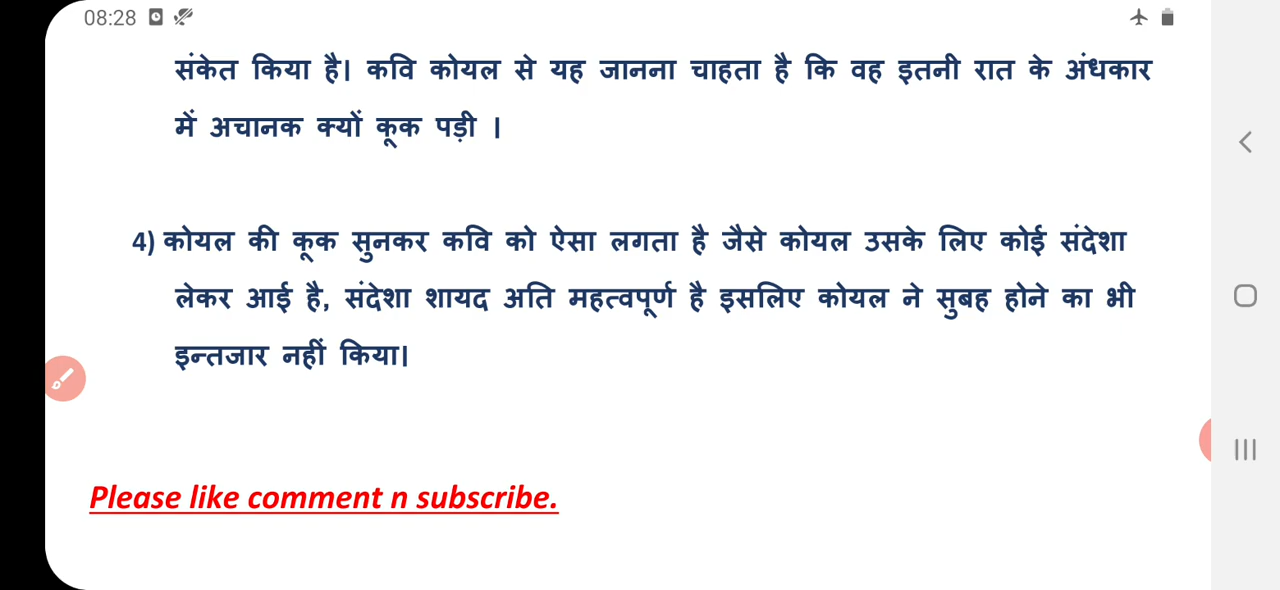 08:28
संकेत किया है। कवि कोयल से यह जानना चाहता है कि वह इतनी रात के अंधकार
में अचानक क्यों कूक पड़ी ।
4) कोयल की कूक सुनकर कवि को ऐसा लगता है जैसे कोयल उसके लिए कोई संदेशा
लेकर आई है, संदेशा शायद अति महत्वपूर्ण है इसलिए कोयल ने सुबह होने का भी
इन्तजार नहीं किया।
Please like comment n subscribe.